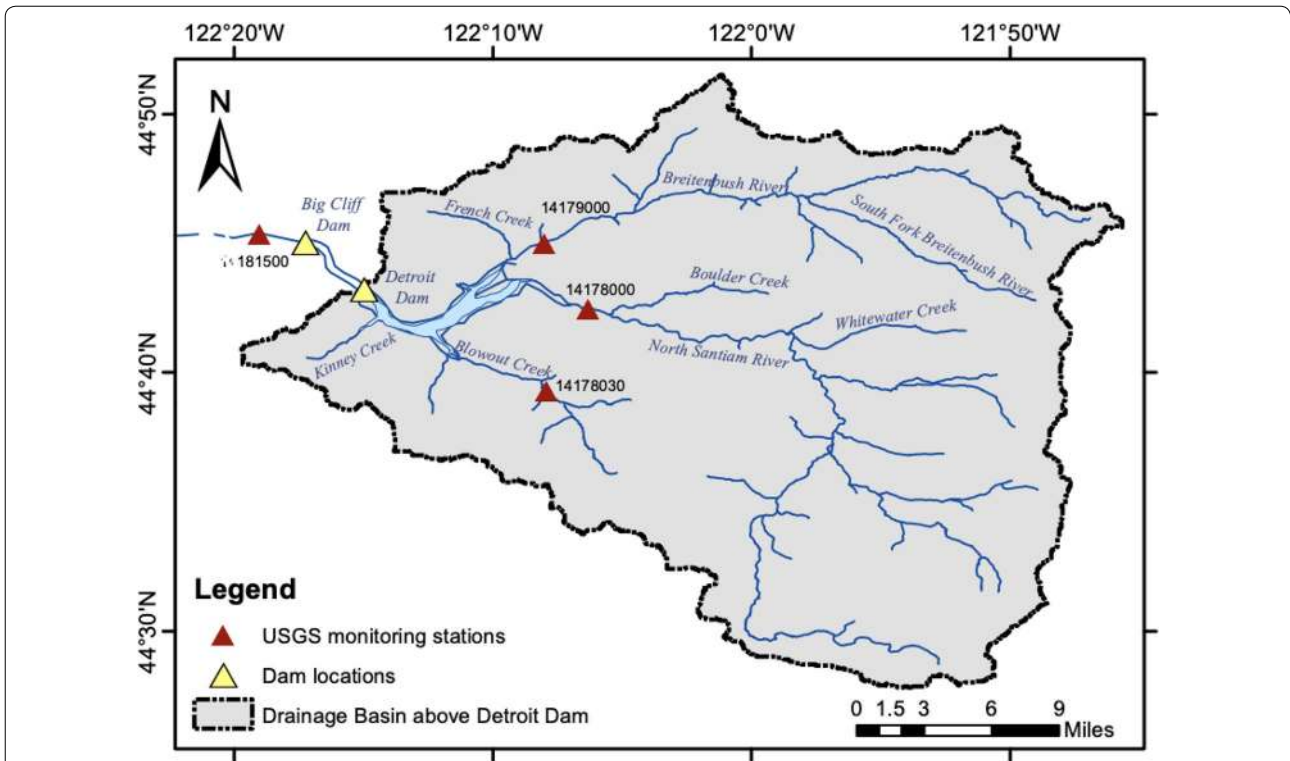 122°20'W 122°10'W 122°0'W 121°50'W
44°50'N
44°40'N
44°30'N
N
Big Cliff
Dam
181500
Detroit
Dam
French Creek
14179000
Breitenbush River
South Fork Breitenbush River
14178000
Boulder Creek
Whitewater Creek
North Santiam River
Kinney Creek
Blowout Creek
14178030
Legend
USGS monitoring stations
Dam locations
Drainage Basin above Detroit Dam
0 1.5 3 6 9
Miles